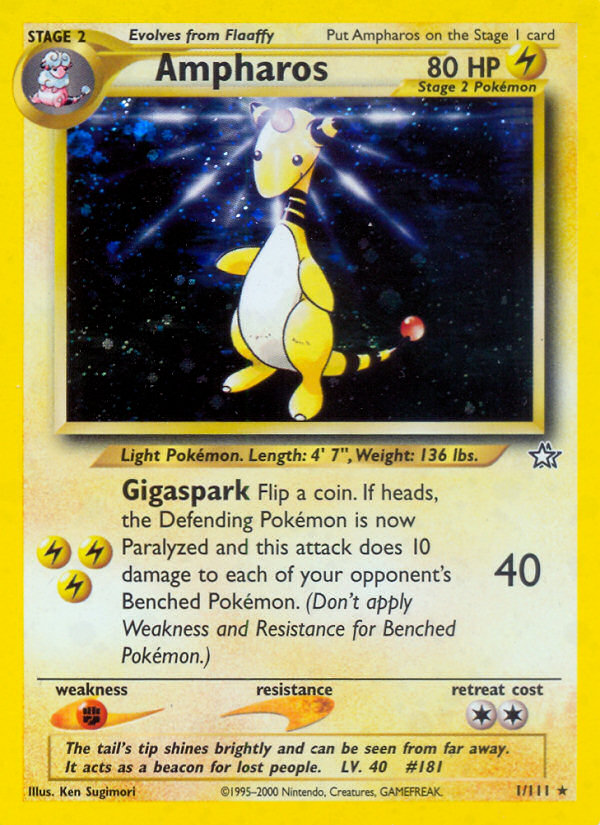 STAGE 2 Evolves from Flaaffy Put Ampharos on the Stage 1 card
Ampharos 80 HP
Stage 2 Pokémon
Light Pokémon. Length: 4' 7", Weight: 136 lbs.
Gigaspark Flip a coin. If heads,
the Defending Pokémon is now
Paralyzed and this attack does 10
damage to each of your opponent's
Benched Pokémon. (Don't apply
Weakness and Resistance for Benched
Pokémon.)
40
weakness resistance retreat cost
The tail's tip shines brightly and can be seen from far away.
It acts as a beacon for lost people. LV. 40 #181
Illus. Ken Sugimori ©1995-2000 Nintendo, Creatures, GAMEFREAK. 1/111 ★